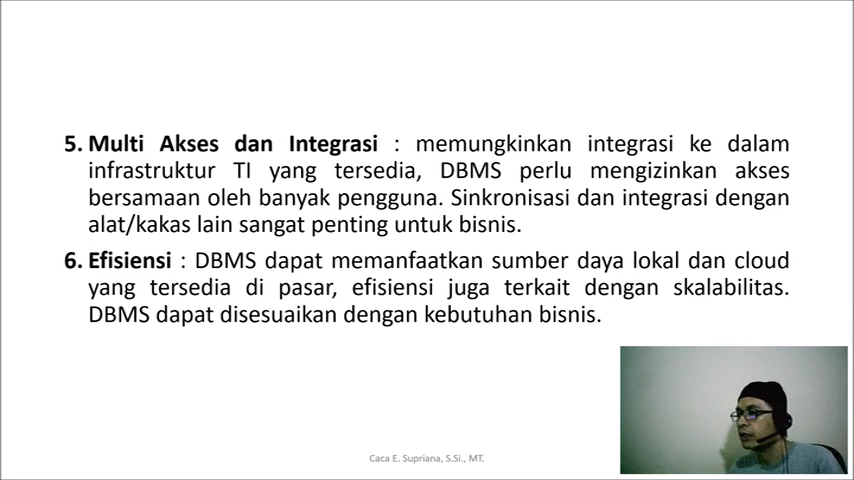 5. Multi Akses dan Integrasi : memungkinkan integrasi ke dalam
infrastruktur TI yang tersedia, DBMS perlu mengizinkan akses
bersamaan oleh banyak pengguna. Sinkronisasi dan integrasi dengan
alat/kakas lain sangat penting untuk bisnis.
6. Efisiensi : DBMS dapat memanfaatkan sumber daya lokal dan cloud
yang tersedia di pasar, efisiensi juga terkait dengan skalabilitas.
DBMS dapat disesuaikan dengan kebutuhan bisnis.
Caca E. Supriana, S.Si., MT.